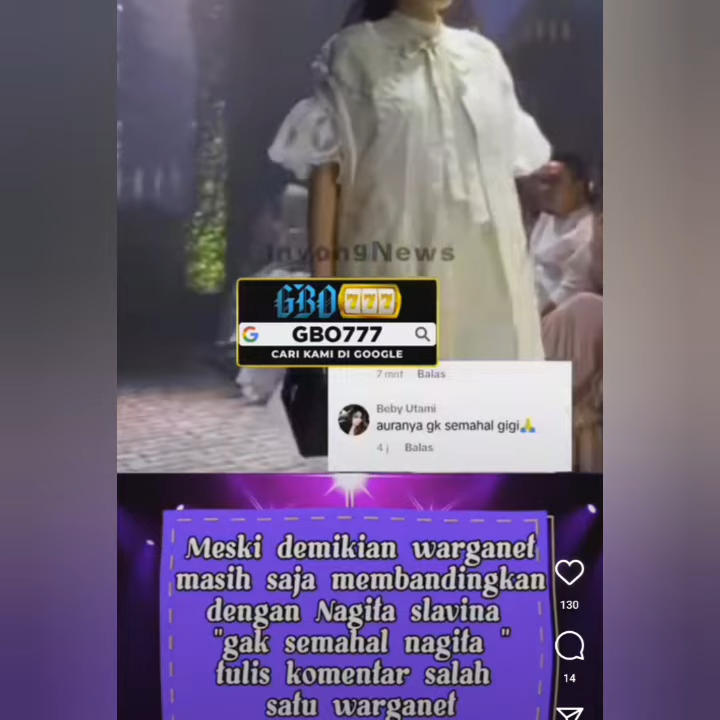 InyongNews
GBO777
GBO777
CARI KAMI DI GOOGLE
7 mnt Balas
Beby Utami
auranya gk semahal gigi🙏
4 j Balas
Meski demikian warganet
masih saja membandingkan
dengan Nagita slavina
"gak semahal nagita "
tulis komentar salah
satu warganet
130
14